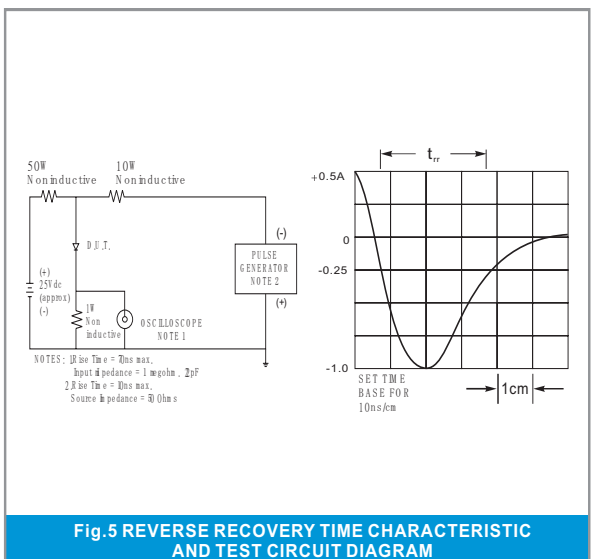 50W
Noninductive
10W
Noninductive
D.U.T.
(+)
25Vdc
(approx)
(-)
1W
Non
inductive
OSCILLOSCOPE
NOTE 1
(-)
PULSE
GENERATOR
NOTE 2
(+)
NOTES: 1.Rise Time = 7ns max.
Input impedance = 1 megohm, 22pF
2.Rise Time = 10ns max.
Source Impedance = 50 Ohms
trr
+0.5A
0
-0.25
-1.0
SET TIME
BASE FOR
10ns/cm
1cm
Fig.5 REVERSE RECOVERY TIME CHARACTERISTIC
AND TEST CIRCUIT DIAGRAM